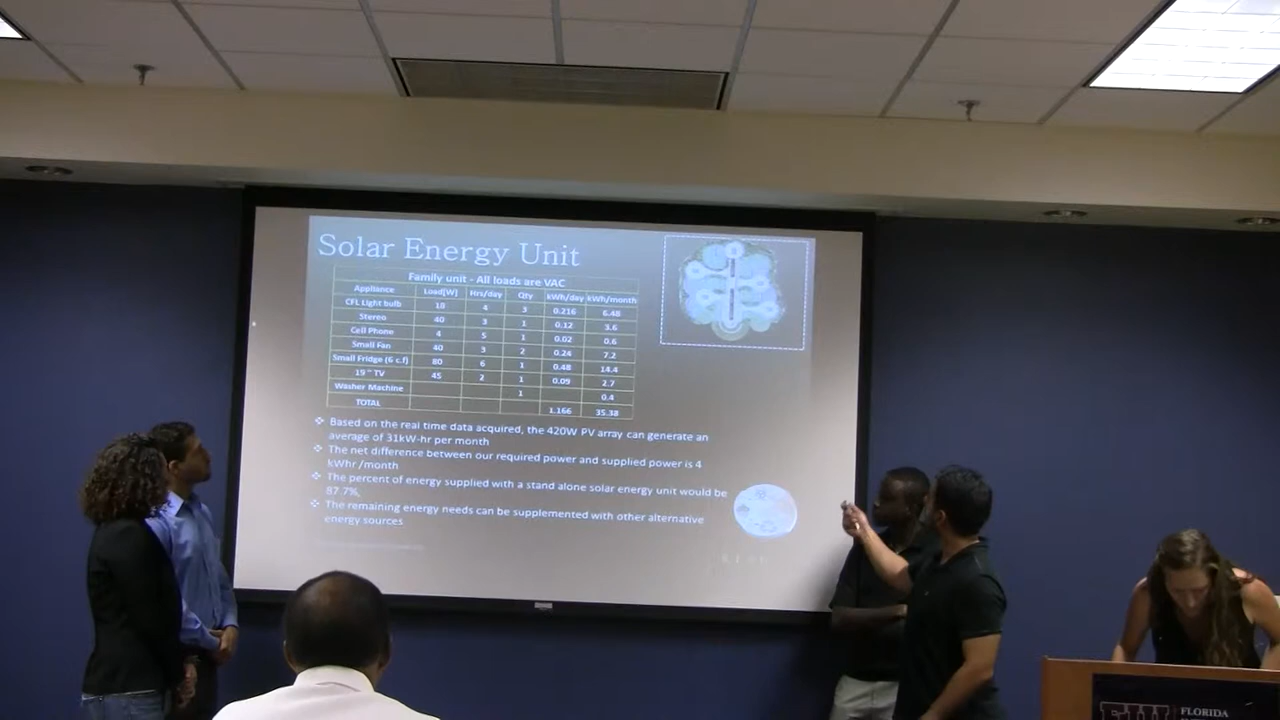 Solar Energy Unit
Family unit - All loads are VAC
Appliance Load[W] Hrs/day Qty kWh/day kWh/month
CFL Light bulb 18 4 3 0.216 6.48
Stereo 40 3 1 0.12 3.6
Cell Phone 4 5 1 0.02 0.6
Small Fan 40 3 2 0.24 7.2
Small Fridge (6 c.f) 80 6 1 0.48 14.4
19 " TV 45 2 1 0.09 2.7
Washer Machine 1 0.4
TOTAL 1.166 35.38
Based on the real time data acquired, the 420W PV array can generate an
average of 31kW-hr per month
The net difference between our required power and supplied power is 4
kWhr /month
The percent of energy supplied with a stand alone solar energy unit would be
87.7%,
The remaining energy needs can be supplemented with other alternative
energy sources
FIU FLORIDA